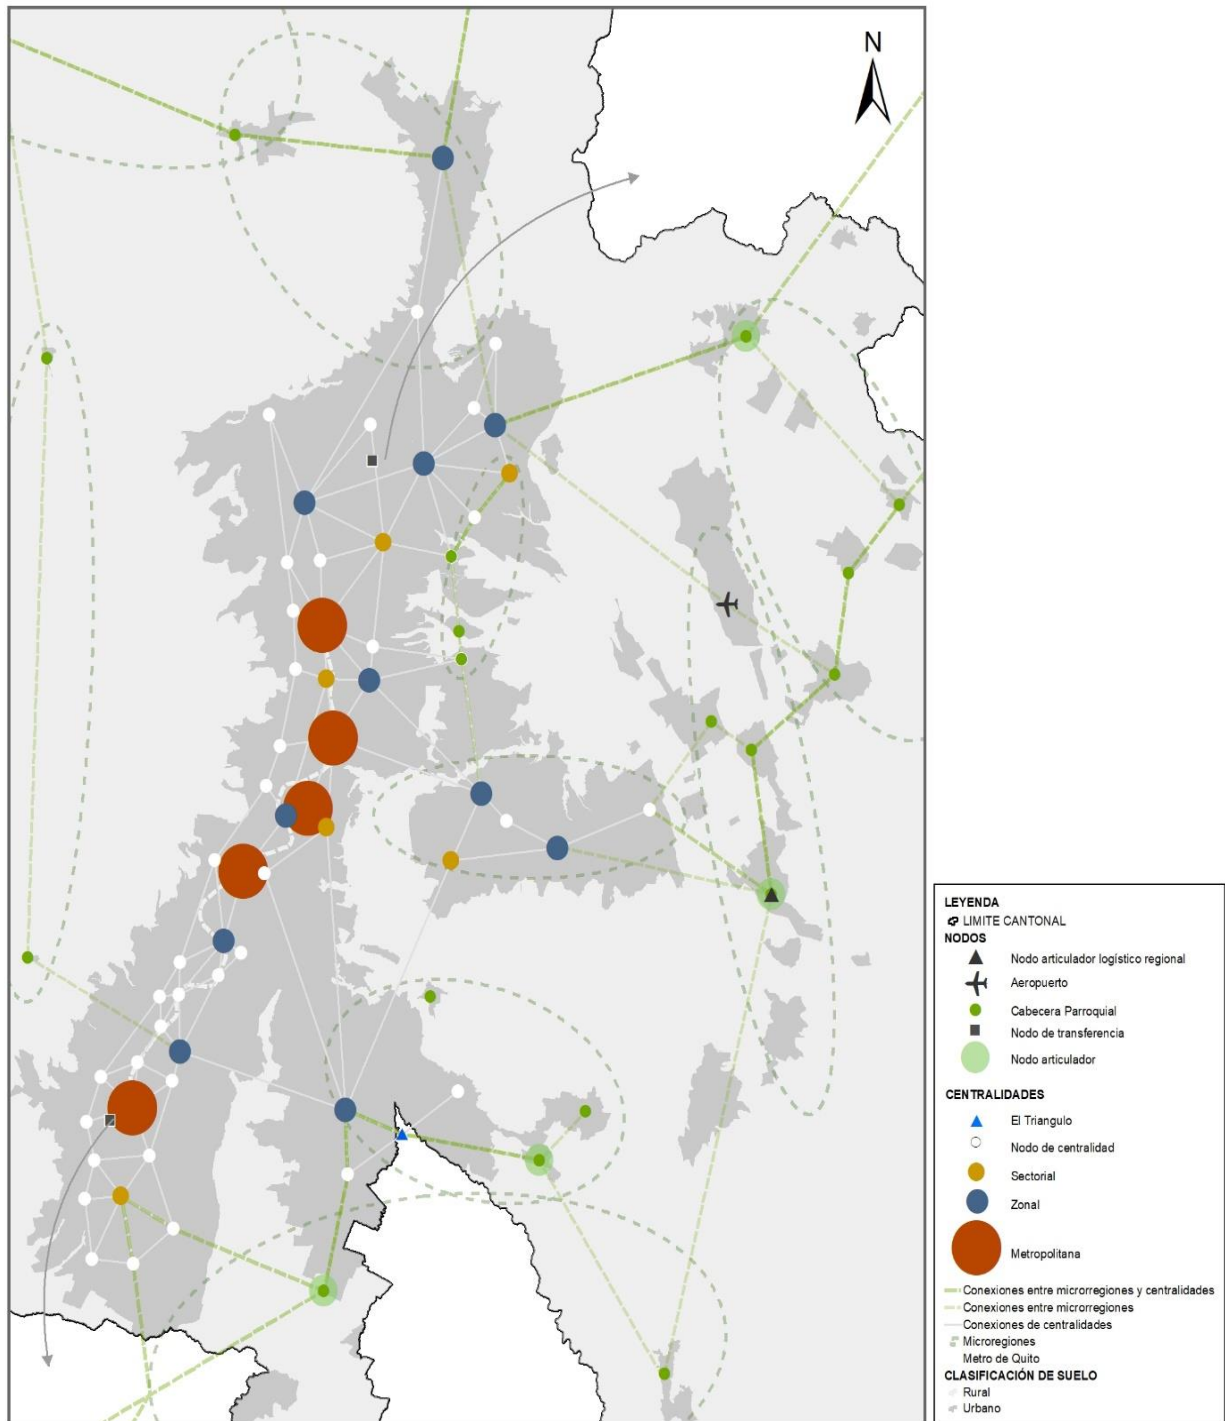 N
LEYENDA
LIMITE CANTONAL
NODOS
Nodo articulador logístico regional
Aeropuerto
Cabecera Parroquial
Nodo de transferencia
Nodo articulador
CENTRALIDADES
El Triangulo
Nodo de centralidad
Sectorial
Zonal
Metropolitana
Conexiones entre microrregiones y centralidades
Conexiones entre microrregiones
Conexiones de centralidades
Microregiones
Metro de Quito
CLASIFICACIÓN DE SUELO
Rural
Urbano